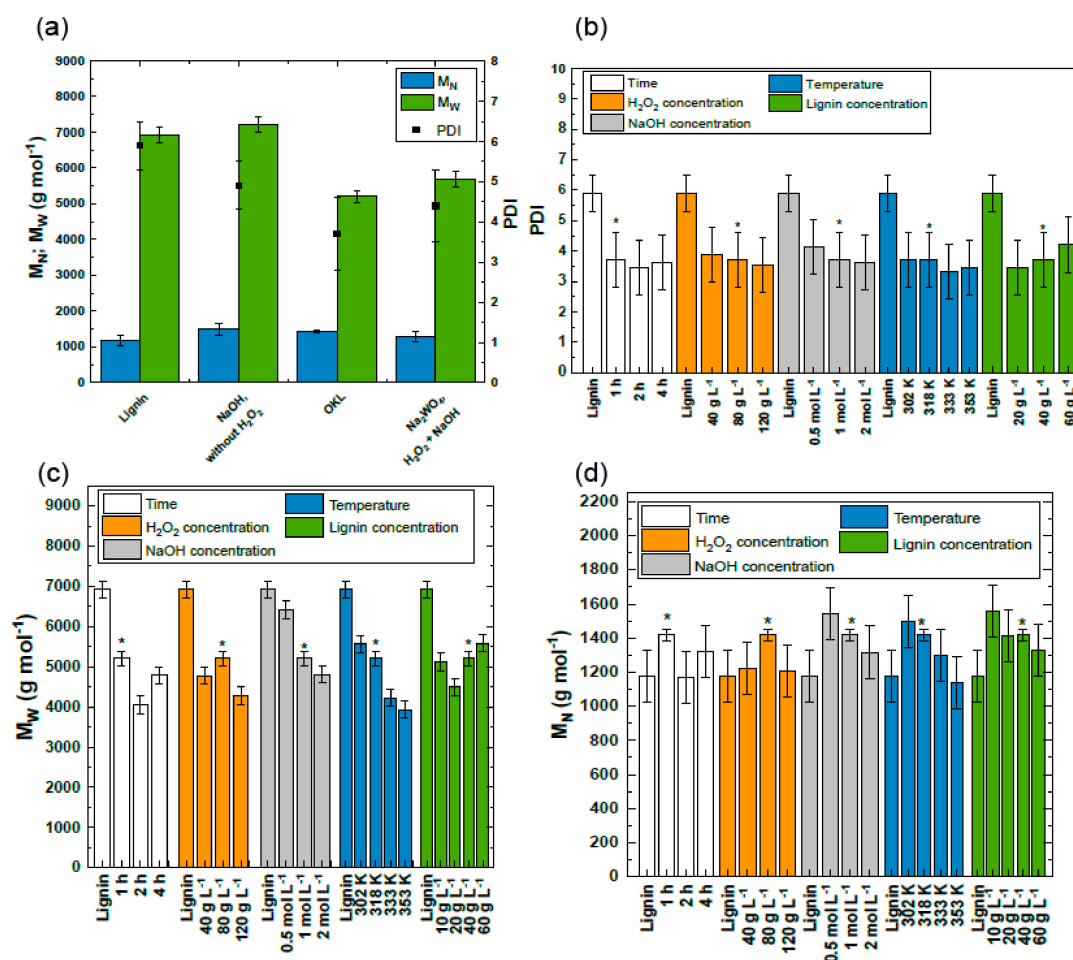 (a)
9000
8000
7000
6000
5000
4000
3000
2000
1000
0
M_N; M_W (g mol⁻¹)
M_N
M_W
PDI
8
7
6
5
4
3
2
1
0
PDI
Lignin
NaOH,
without H₂O₂
OKL
Na₂WO₄,
H₂O₂ + NaOH
(b)
10
9
8
7
6
5
4
3
2
1
0
PDI
Time
H₂O₂ concentration
NaOH concentration
Temperature
Lignin concentration
*
*
*
*
*
Lignin
1 h
2 h
4 h
Lignin
40 g L⁻¹
80 g L⁻¹
120 g L⁻¹
Lignin
0.5 mol L⁻¹
1 mol L⁻¹
2 mol L⁻¹
Lignin
302 K
318 K
333 K
353 K
Lignin
20 g L⁻¹
40 g L⁻¹
60 g L⁻¹
(c)
9000
8000
7000
6000
5000
4000
3000
2000
1000
0
M_W (g mol⁻¹)
Time
H₂O₂ concentration
NaOH concentration
Temperature
Lignin concentration
*
*
*
*
*
Lignin
1 h
2 h
4 h
Lignin
40 g L⁻¹
80 g L⁻¹
120 g L⁻¹
Lignin
0.5 mol L⁻¹
1 mol L⁻¹
2 mol L⁻¹
Lignin
302 K
318 K
333 K
353 K
Lignin
10 g L⁻¹
20 g L⁻¹
40 g L⁻¹
60 g L⁻¹
(d)
2200
2000
1800
1600
1400
1200
1000
800
600
400
200
0
M_N (g mol⁻¹)
Time
H₂O₂ concentration
NaOH concentration
Temperature
Lignin concentration
*
*
*
*
*
Lignin
1 h
2 h
4 h
Lignin
40 g L⁻¹
80 g L⁻¹
120 g L⁻¹
Lignin
0.5 mol L⁻¹
1 mol L⁻¹
2 mol L⁻¹
Lignin
302 K
318 K
333 K
353 K
Lignin
10 g L⁻¹
20 g L⁻¹
40 g L⁻¹
60 g L⁻¹